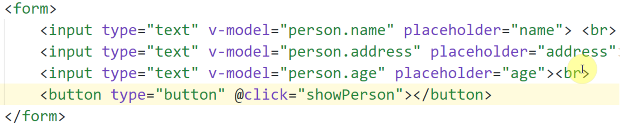 <form>
<input type="text" v-model="person.name" placeholder="name"> <br>
<input type="text" v-model="person.address" placeholder="address"
<input type="text" v-model="person.age" placeholder="age"><br>
<button type="button" @click="showPerson"></button>
</form>